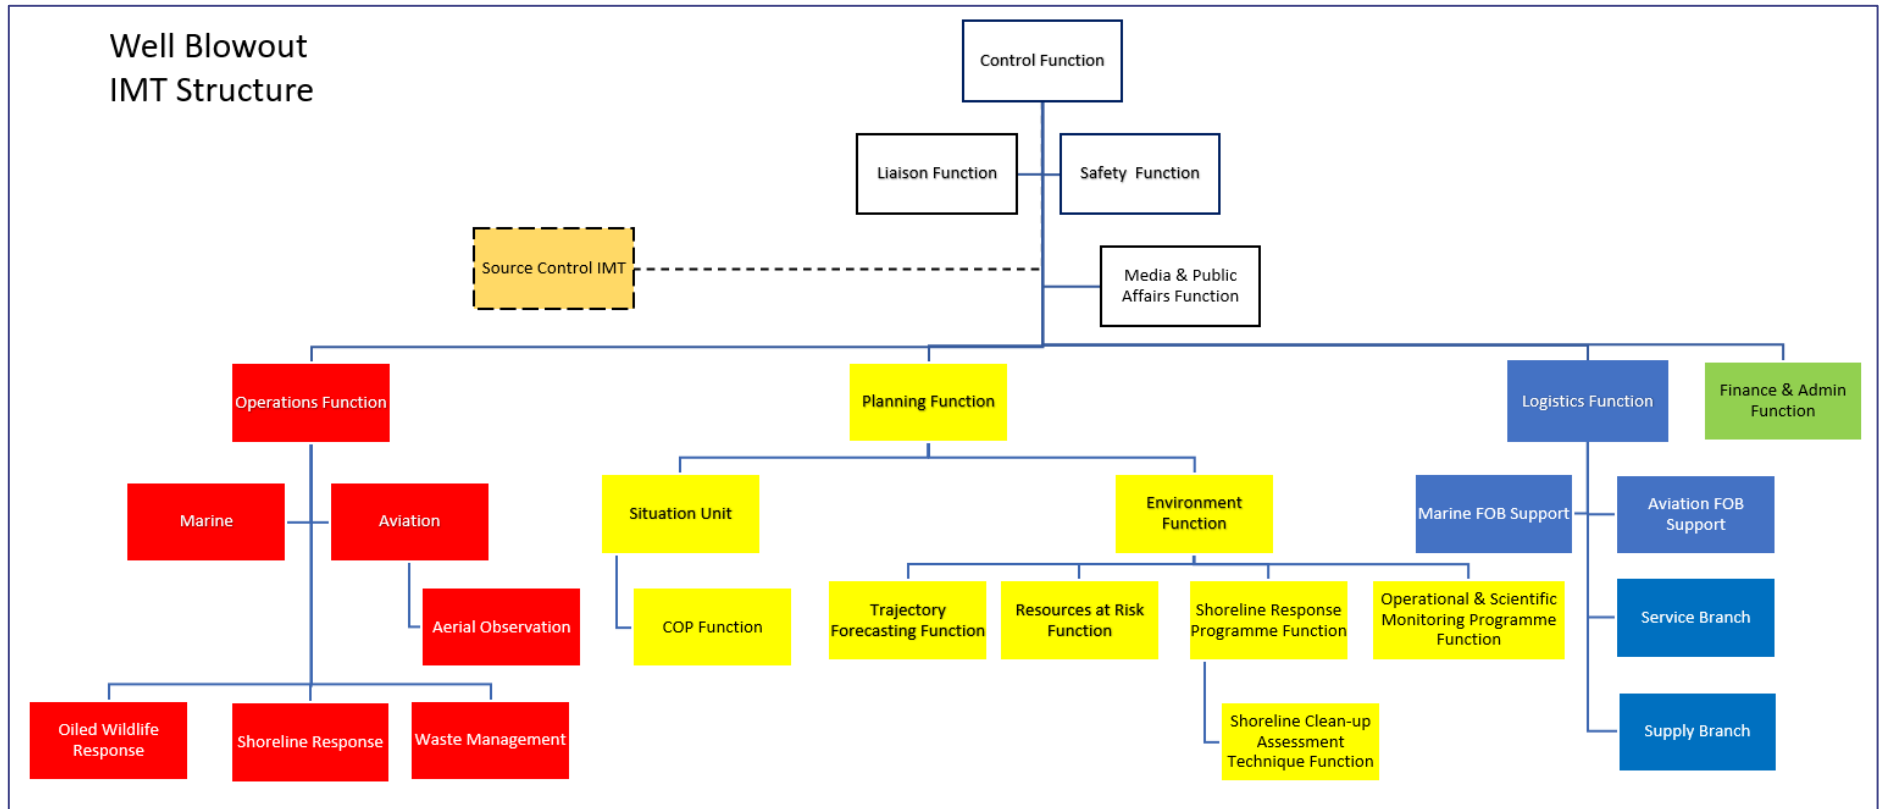 Well Blowout
IMT Structure
Control Function
Liaison Function
Safety Function
Source Control IMT
Media & Public
Affairs Function
Operations Function
Planning Function
Logistics Function
Finance & Admin
Function
Marine
Aviation
Situation Unit
Environment
Function
Marine FOB Support
Aviation FOB
Support
Aerial Observation
COP Function
Trajectory
Forecasting Function
Resources at Risk
Function
Shoreline Response
Programme Function
Operational & Scientific
Monitoring Programme
Function
Service Branch
Oiled Wildlife
Response
Shoreline Response
Waste Management
Shoreline Clean-up
Assessment
Technique Function
Supply Branch